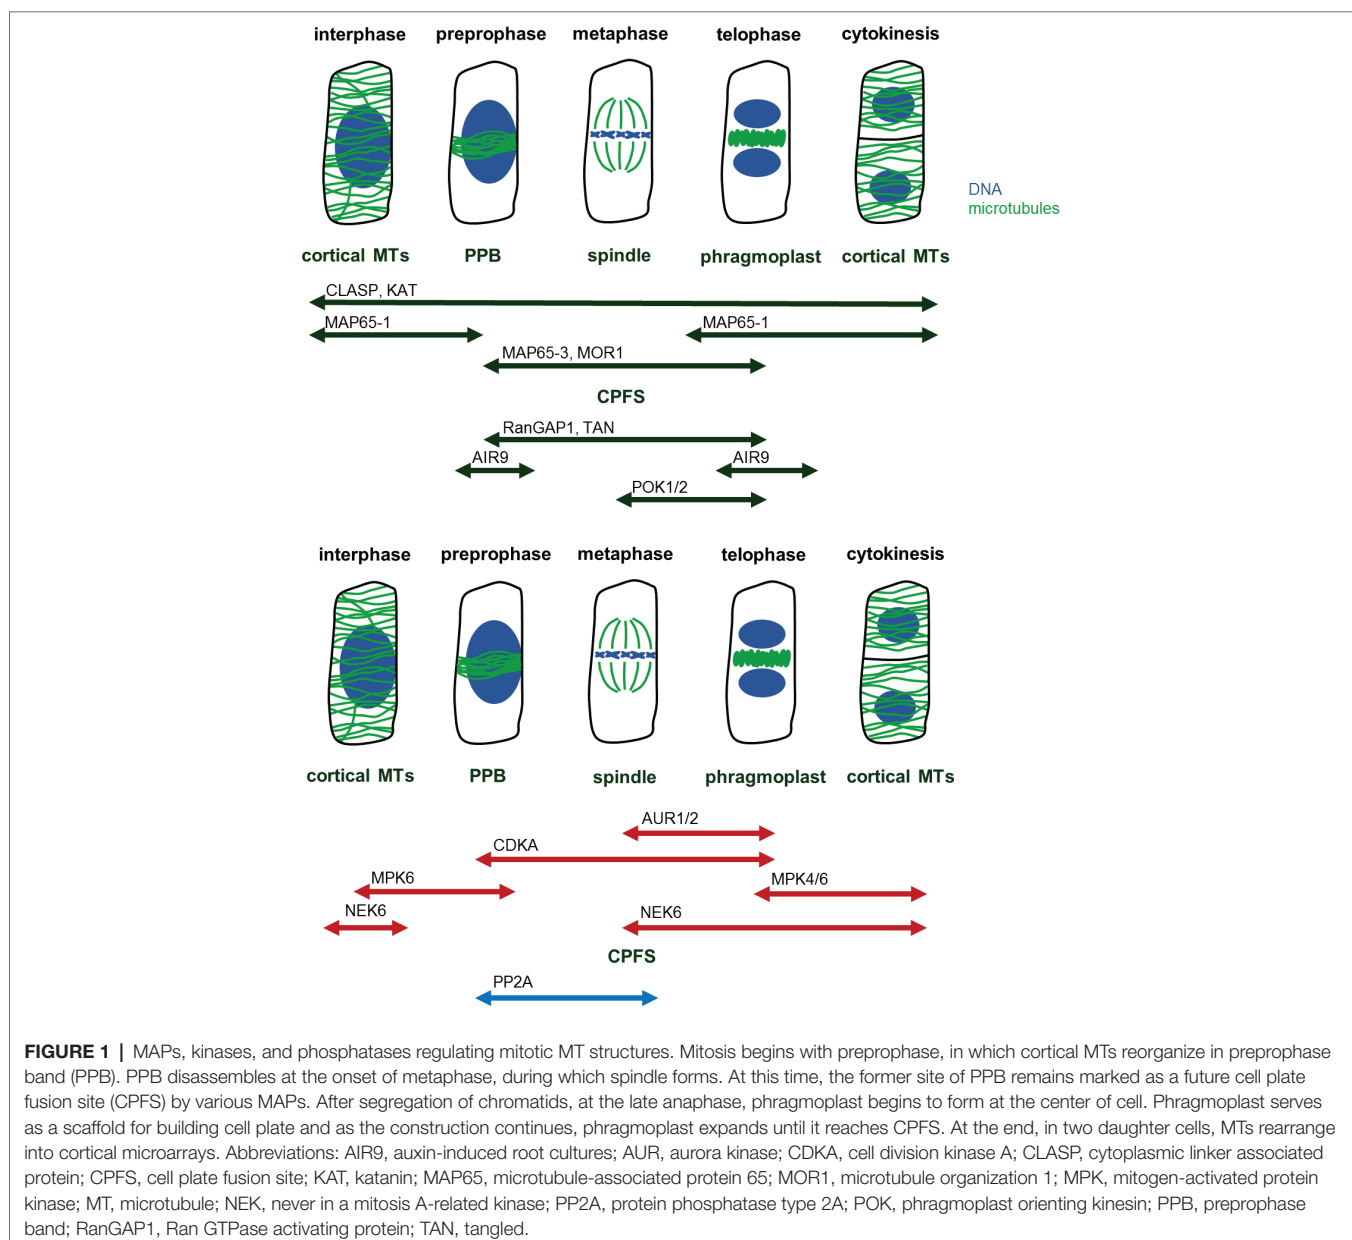 interphase preprophase metaphase telophase cytokinesis
DNA
microtubules
cortical MTs PPB spindle phragmoplast cortical MTs
CLASP, KAT
MAP65-1 MAP65-1
MAP65-3, MOR1
CPFS
RanGAP1, TAN
AIR9 AIR9
POK1/2
interphase preprophase metaphase telophase cytokinesis
cortical MTs PPB spindle phragmoplast cortical MTs
AUR1/2
CDKA
MPK6 MPK4/6
NEK6 NEK6
CPFS
PP2A
FIGURE 1 | MAPs, kinases, and phosphatases regulating mitotic MT structures. Mitosis begins with preprophase, in which cortical MTs reorganize in preprophase
band (PPB). PPB disassembles at the onset of metaphase, during which spindle forms. At this time, the former site of PPB remains marked as a future cell plate
fusion site (CPFS) by various MAPs. After segregation of chromatids, at the late anaphase, phragmoplast begins to form at the center of cell. Phragmoplast serves
as a scaffold for building cell plate and as the construction continues, phragmoplast expands until it reaches CPFS. At the end, in two daughter cells, MTs rearrange
into cortical microarrays. Abbreviations: AIR9, auxin-induced root cultures; AUR, aurora kinase; CDKA, cell division kinase A; CLASP, cytoplasmic linker associated
protein; CPFS, cell plate fusion site; KAT, katanin; MAP65, microtubule-associated protein 65; MOR1, microtubule organization 1; MPK, mitogen-activated protein
kinase; MT, microtubule; NEK, never in a mitosis A-related kinase; PP2A, protein phosphatase type 2A; POK, phragmoplast orienting kinesin; PPB, preprophase
band; RanGAP1, Ran GTPase activating protein; TAN, tangled.